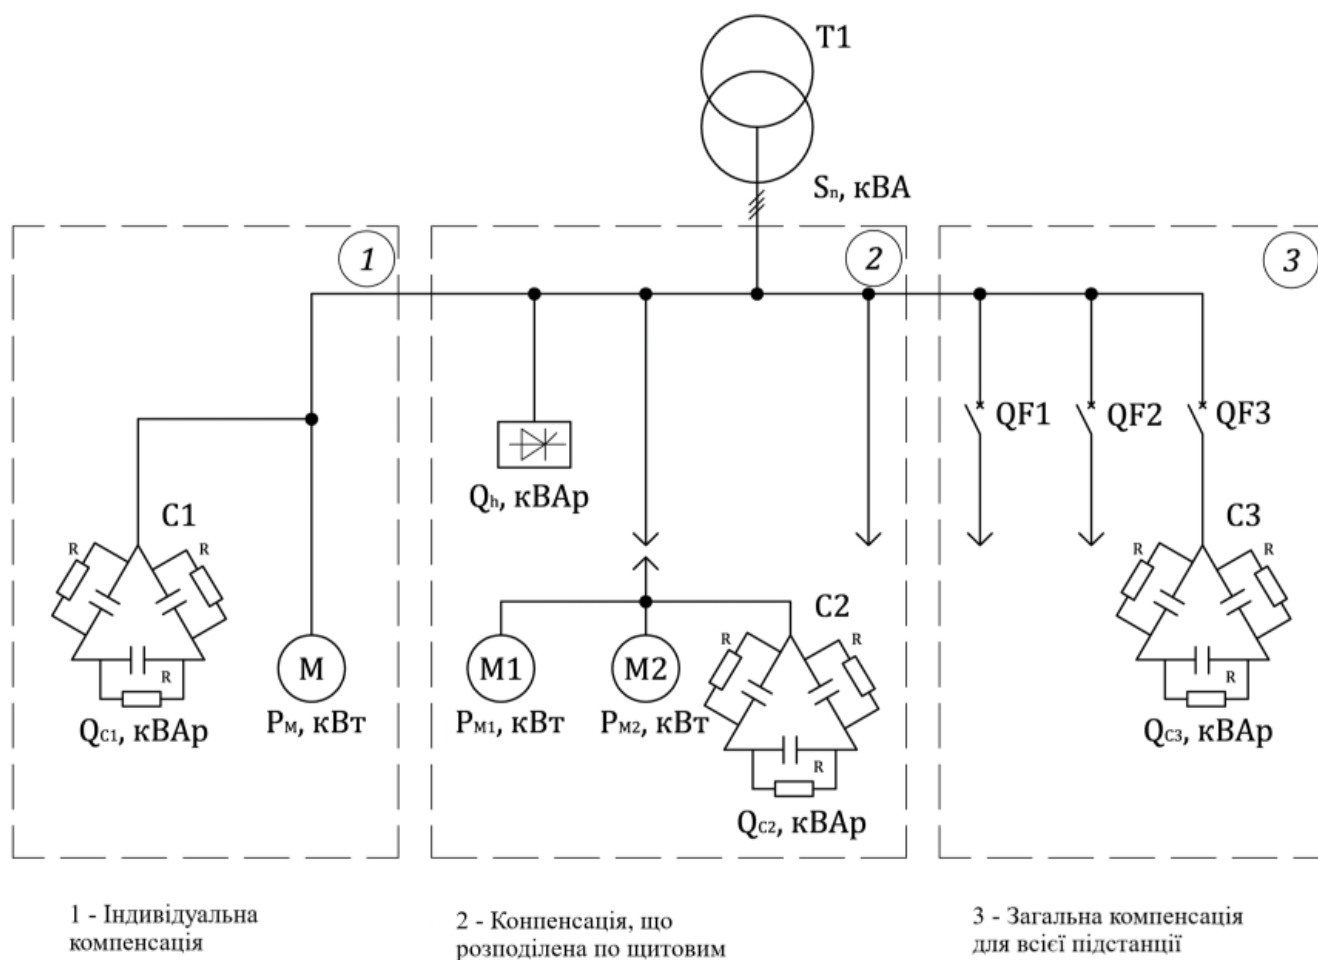 T1
Sn, кВА
1
2
3
QF1
QF2
QF3
Qh, кВАр
C1
R
R
R
QC1, кВАр
M
PM, кВт
M1
PM1, кВт
M2
PM2, кВт
C2
R
R
R
QC2, кВАр
C3
R
R
R
QC3, кВАр
1 - Індивідуальна
компенсація
2 - Конпенсація, що
розподілена по щитовим
3 - Загальна компенсація
для всієї підстанції